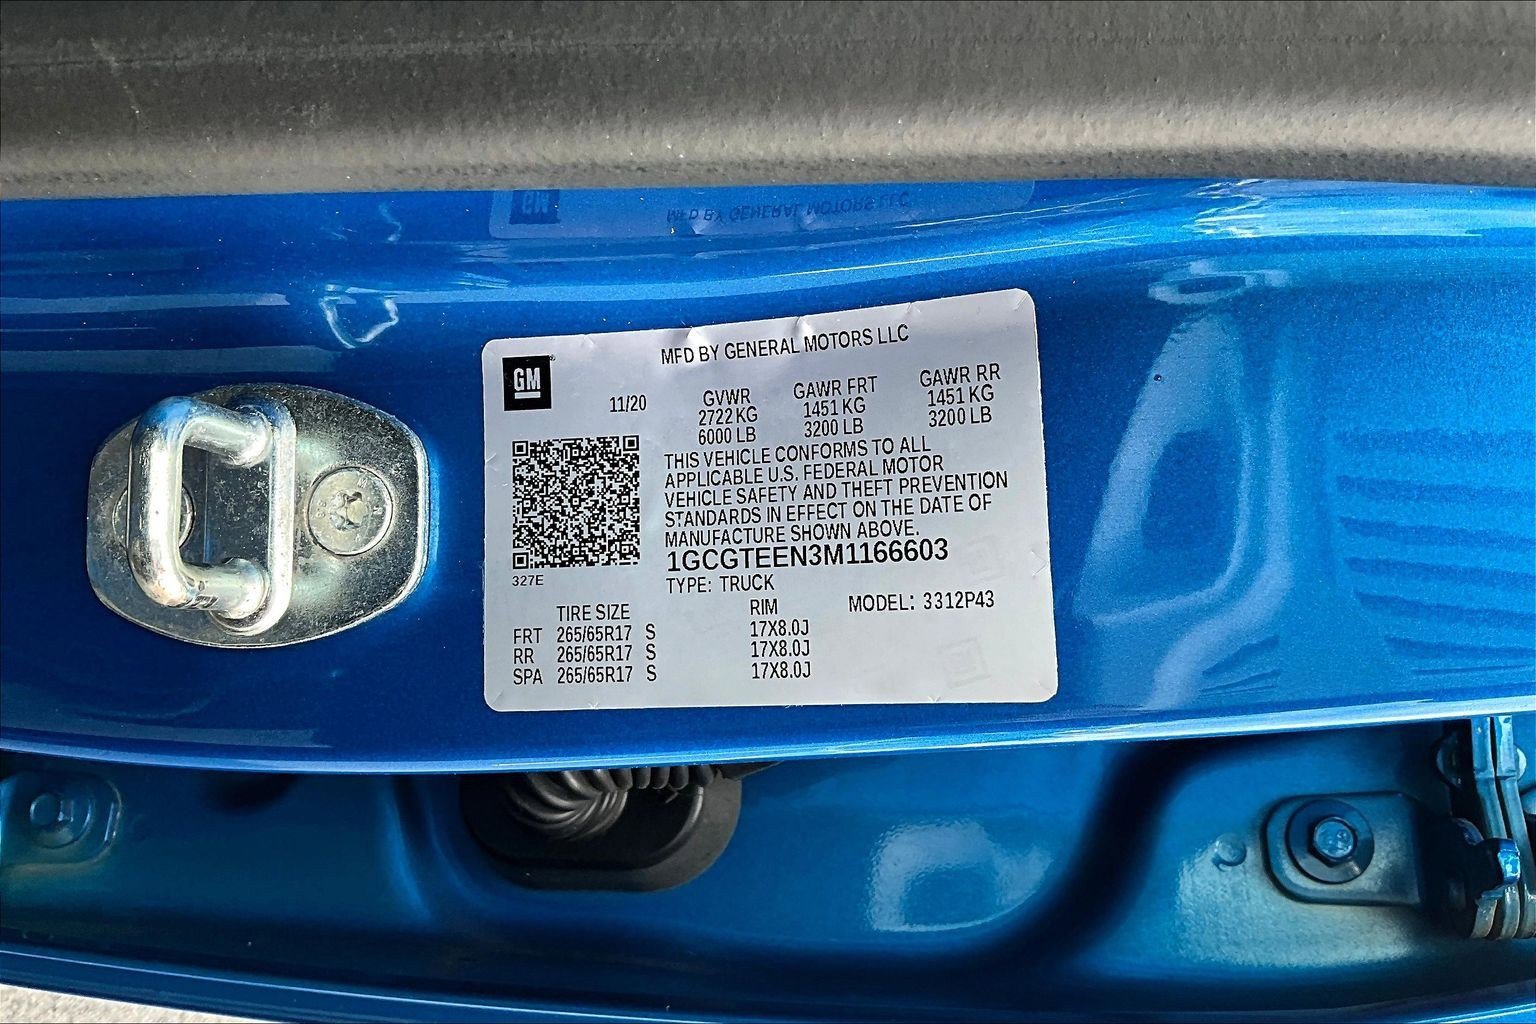 MFD BY GENERAL MOTORS LLC
GM
11/20 GVWR GAWR FRT GAWR RR
2722 KG 1451 KG 1451 KG
6000 LB 3200 LB 3200 LB
THIS VEHICLE CONFORMS TO ALL
APPLICABLE U.S. FEDERAL MOTOR
VEHICLE SAFETY AND THEFT PREVENTION
STANDARDS IN EFFECT ON THE DATE OF
MANUFACTURE SHOWN ABOVE.
1GCGTEEN3M1166603
327E
TYPE: TRUCK
TIRE SIZE RIM MODEL: 3312P43
FRT 265/65R17 S 17X8.0J
RR 265/65R17 S 17X8.0J
SPA 265/65R17 S 17X8.0J